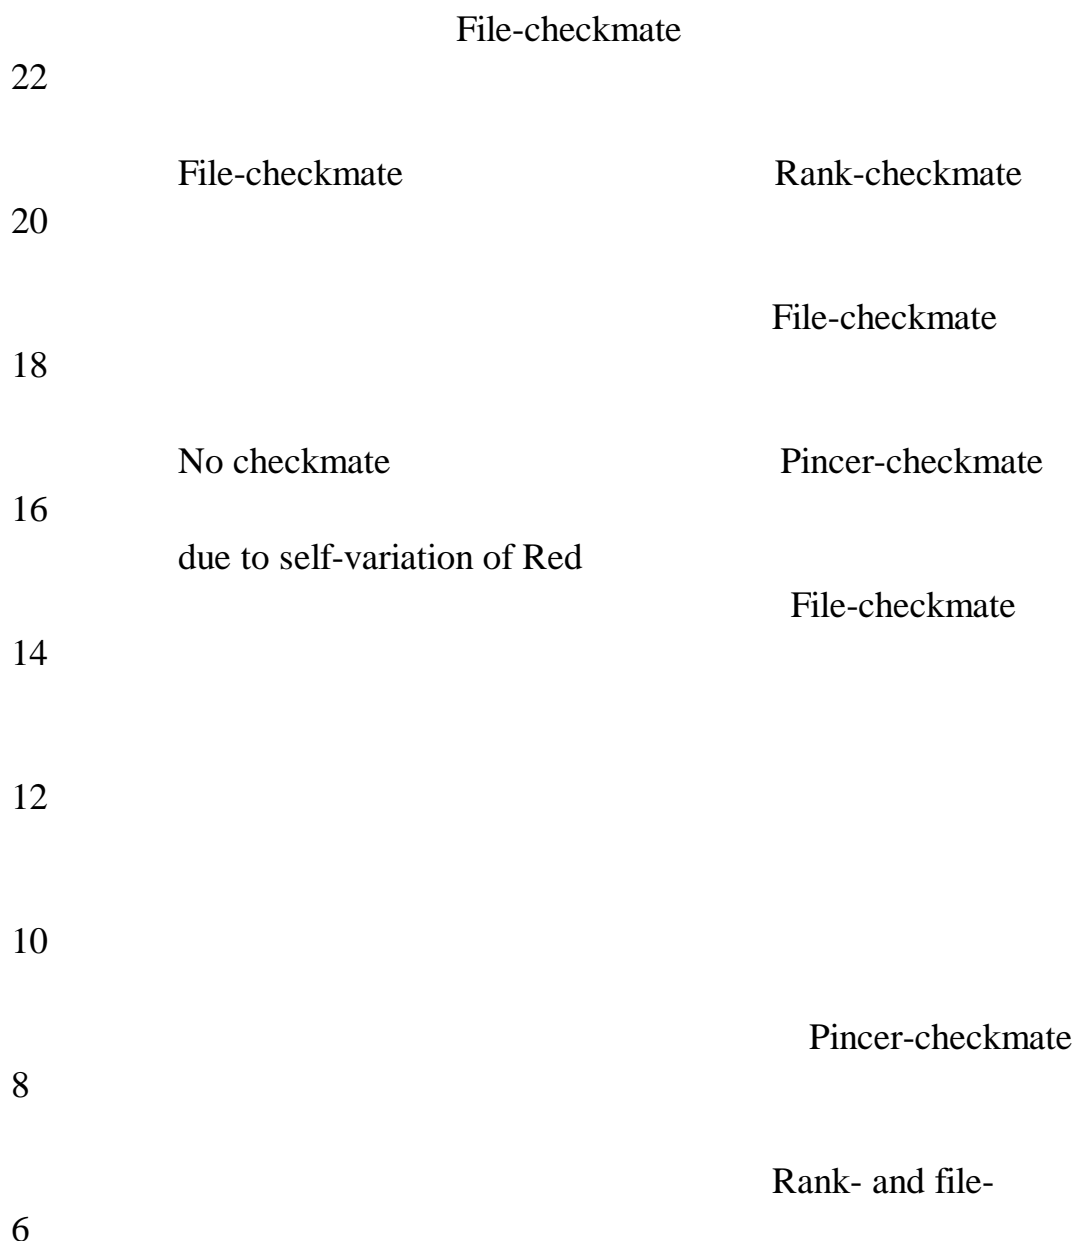 File-checkmate
22
File-checkmate Rank-checkmate
20
File-checkmate
18
No checkmate Pincer-checkmate
16
due to self-variation of Red
File-checkmate
14
12
10
Pincer-checkmate
8
Rank- and file-
6